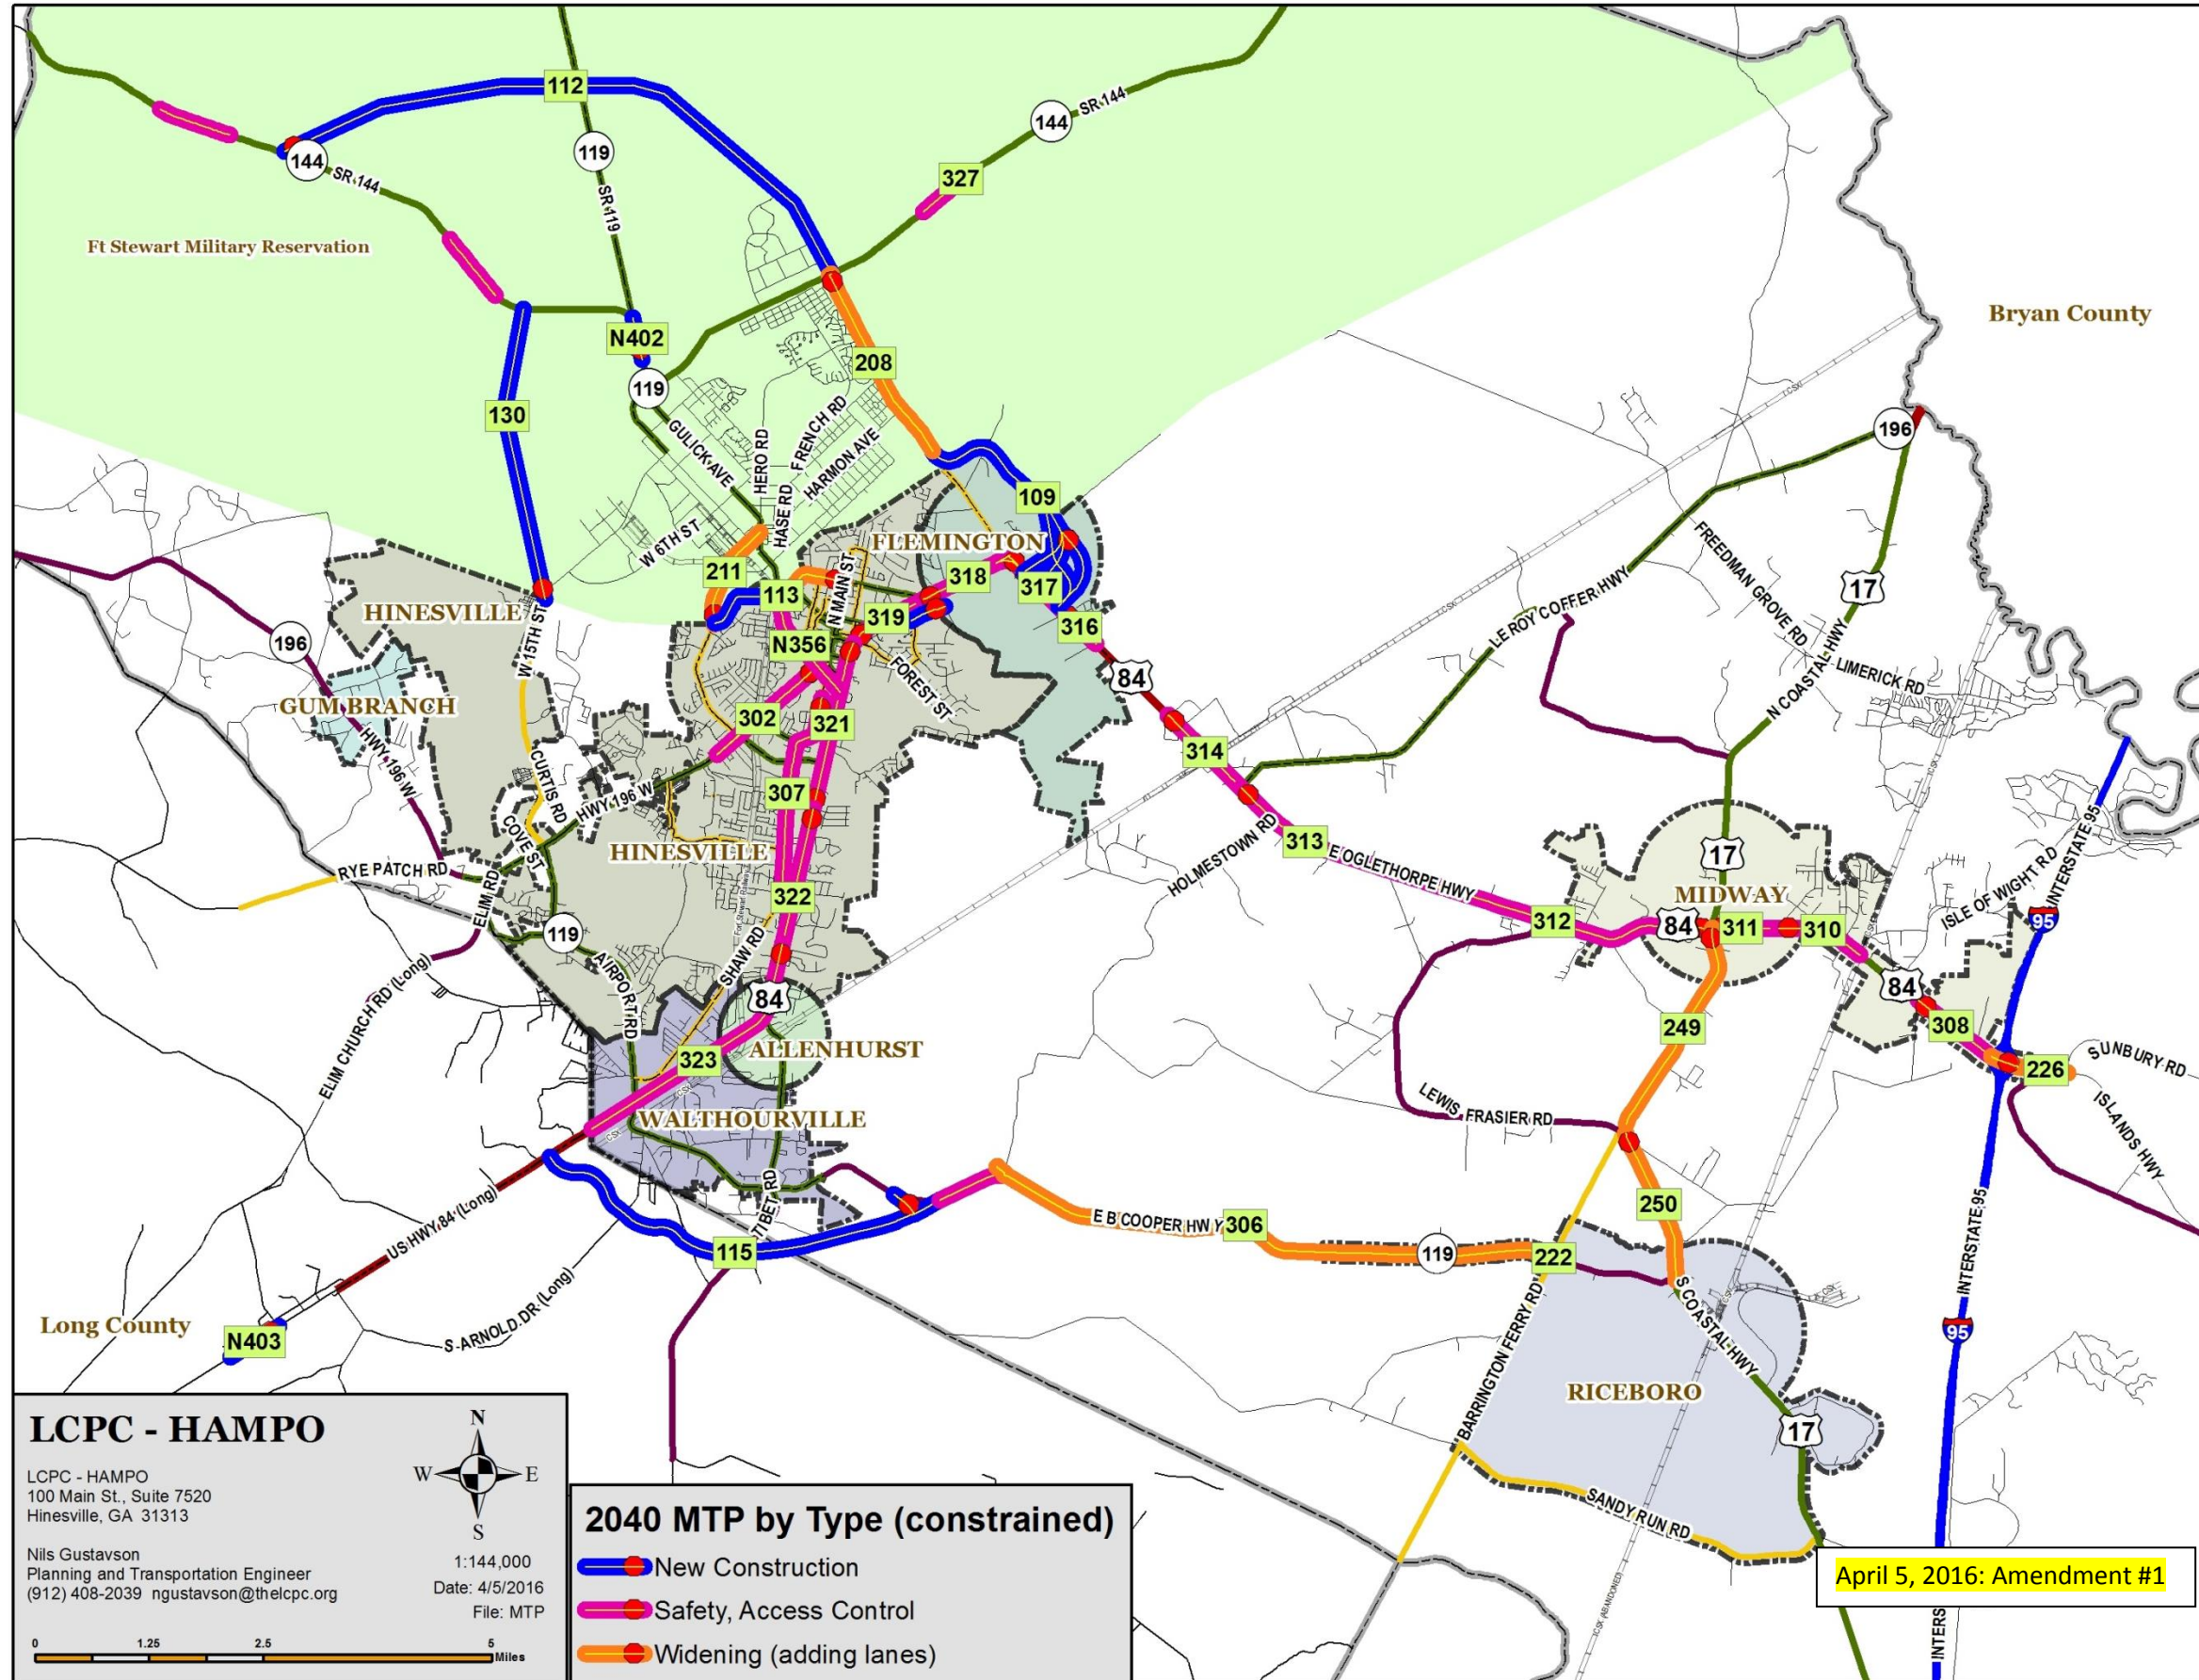 112
144
SR 144
119
144
SR 144
SR 119
327
Ft Stewart Military Reservation
Bryan County
N402
208
119
196
130
GULICK AVE
HERO RD
FRENCH RD
HARMON AVE
HASE RD
109
W 6TH ST
FLEMINGTON
FREEDMAN GROVE RD
211
318
317
LEROY COFFER HWY
17
113
N MAIN ST
HINESVILLE
319
316
W 15TH ST
196
N356
FOREST ST
84
LIMERICK RD
N COASTAL HWY
GUM BRANCH
302
321
314
HWY 196 W
CURTIS RD
307
HWY 196 W
COVE ST
313
E OGLETHORPE HWY
HOLMESTOWN RD
17
INTERSTATE 95
HINESVILLE
RYE PATCH RD
ELIM RD
322
MIDWAY
ISLE OF WIGHT RD
312
84
311
310
95
119
SHAW RD
AIRPORT RD
84
84
ELIM CHURCH RD (Long)
249
308
323
CSX
ALLENHURST
SUNBURY RD
226
WALTHOURVILLE
CSX
LEWIS FRASIER RD
ISLANDS HWY
TIBET RD
250
US HWY 84 (Long)
115
E B COOPER HWY
306
119
222
INTERSTATE 95
S ARNOLD DR (Long)
BARRINGTON FERRY RD
S COASTAL HWY
Long County
N403
95
RICEBORO
17
SANDY RUN RD
CSX (ABANDONED)
INTERS
April 5, 2016: Amendment #1
LCPC - HAMPO
N
W
E
S
LCPC - HAMPO
100 Main St., Suite 7520
Hinesville, GA 31313
Nils Gustavson
Planning and Transportation Engineer
(912) 408-2039 ngustavson@thelcpc.org
1:144,000
Date: 4/5/2016
File: MTP
0 1.25 2.5 5
Miles
2040 MTP by Type (constrained)
New Construction
Safety, Access Control
Widening (adding lanes)